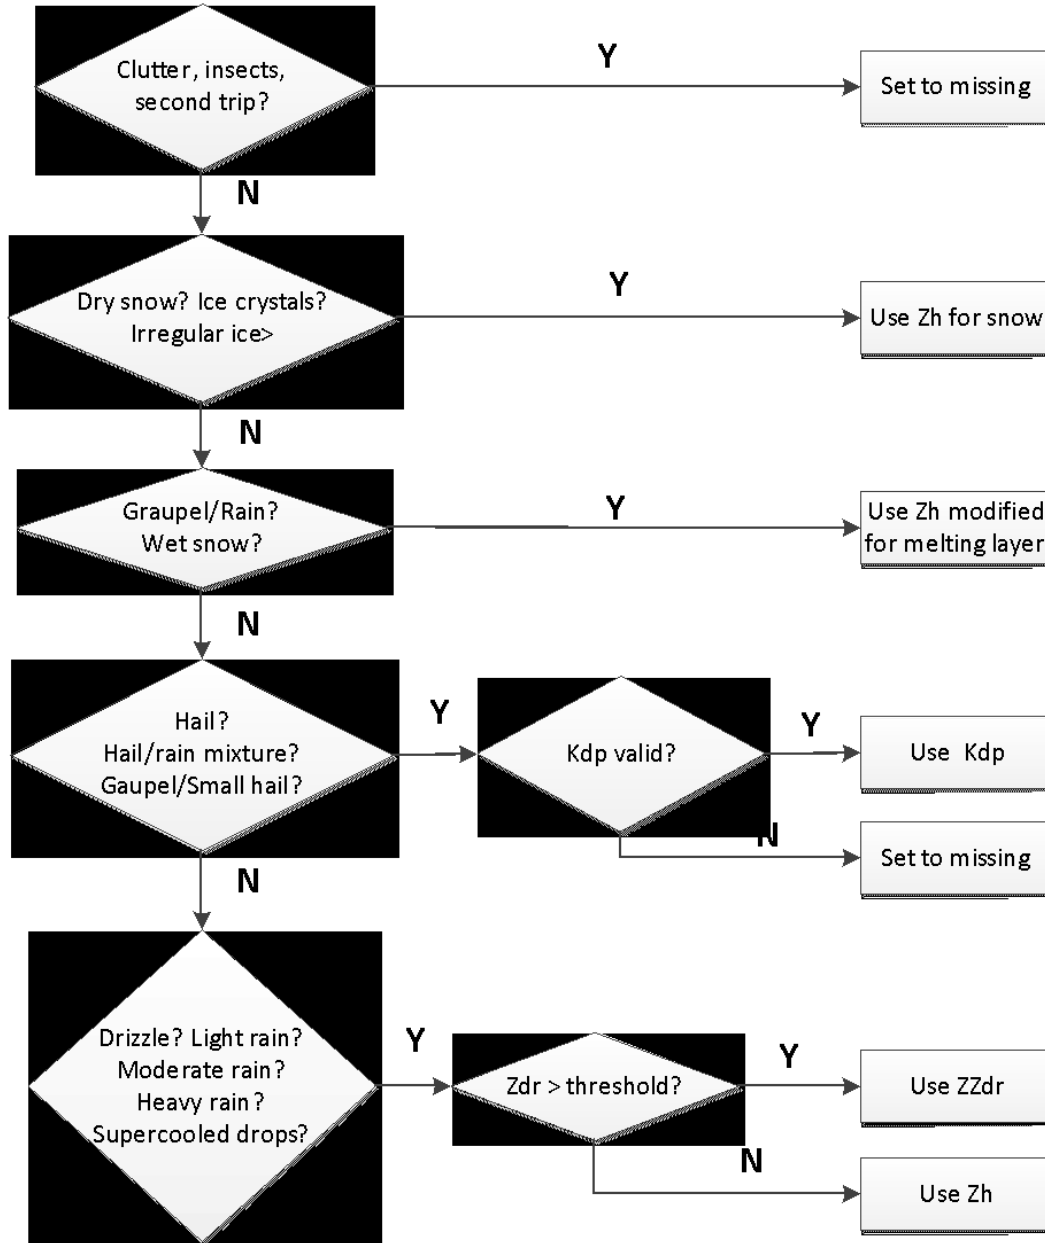 Clutter, insects,
second trip?
Y
Set to missing
N
Dry snow? Ice crystals?
Irregular ice>
Y
Use Zh for snow
N
Graupel/Rain?
Wet snow?
Y
Use Zh modified
for melting layer
N
Hail?
Hail/rain mixture?
Gaupel/Small hail?
Y
Kdp valid?
Y
Use Kdp
N
Set to missing
N
Drizzle? Light rain?
Moderate rain?
Heavy rain?
Supercooled drops?
Y
Zdr > threshold?
Y
Use ZZdr
N
Use Zh